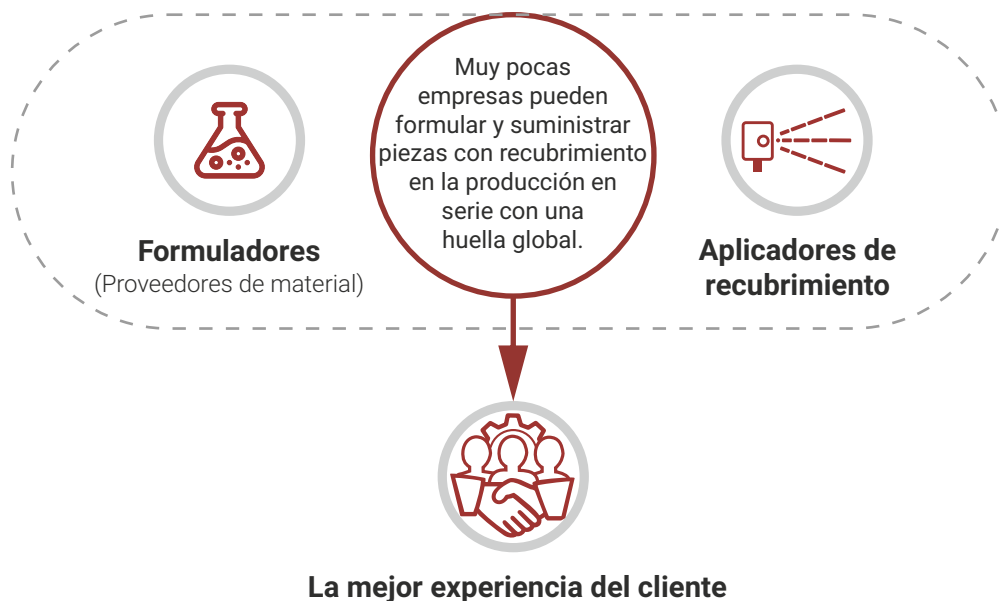 Muy pocas
empresas pueden
formular y suministrar
piezas con recubrimiento
en la producción en
serie con una
huella global.
Formuladores
(Proveedores de material)
Aplicadores de
recubrimiento
La mejor experiencia del cliente